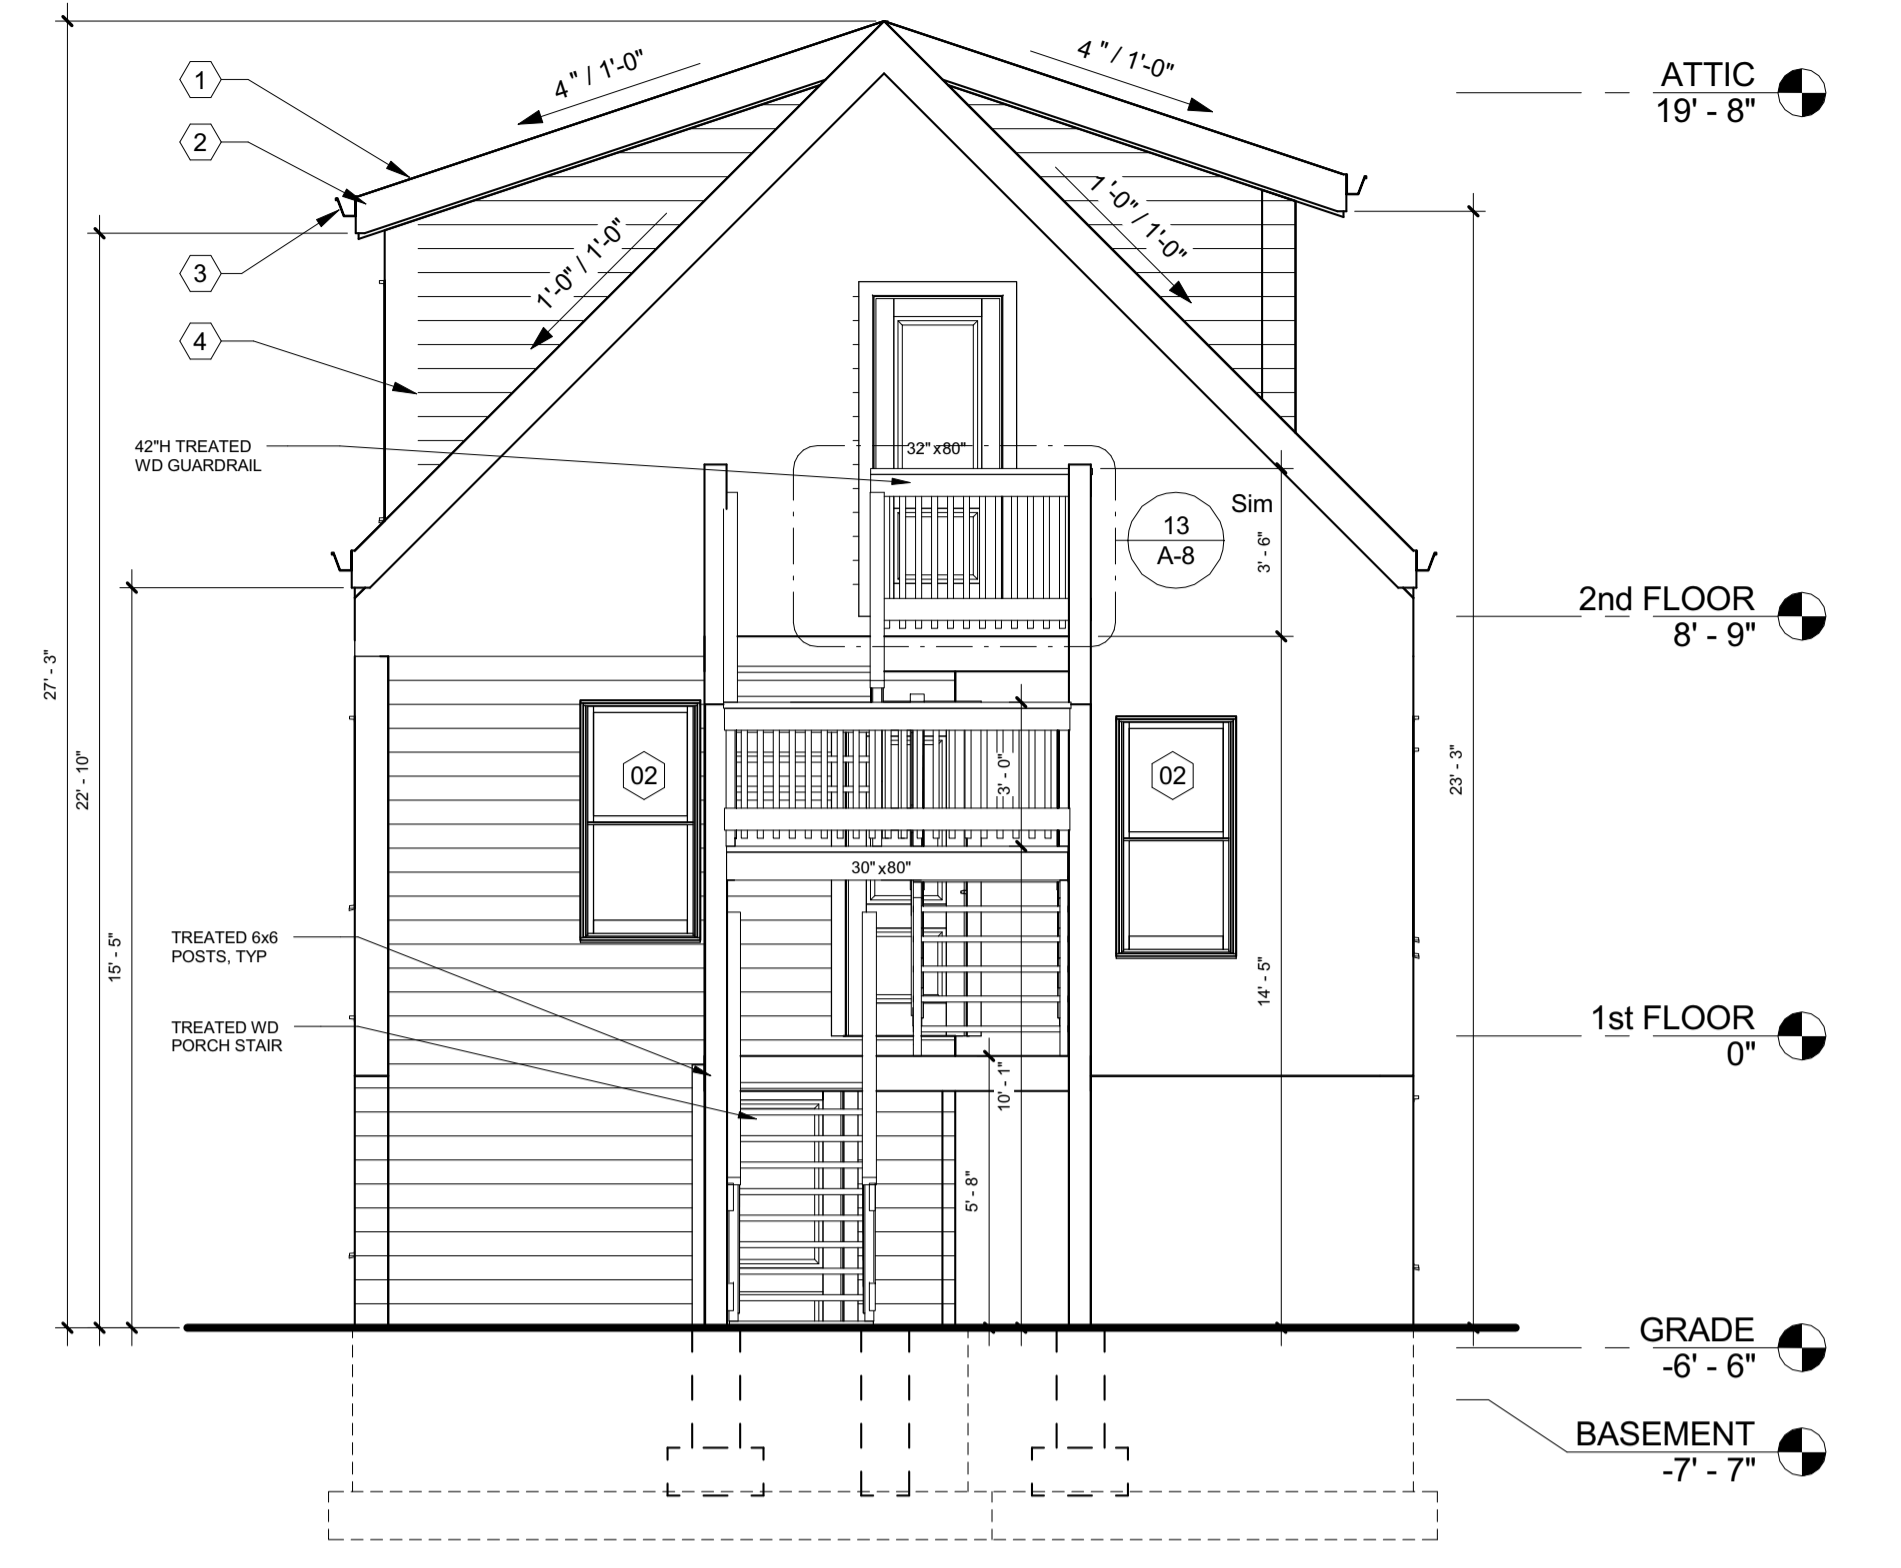 4 " / 1'-0"
4 " / 1'-0"
ATTIC
19' - 8"
1
2
3
4
1'-0" / 1'-0"
1'-0" / 1'-0"
42"H TREATED
WD GUARDRAIL
32" x80"
13
A-8
Sim
3' - 6"
2nd FLOOR
8' - 9"
27' - 3"
22' - 10"
15' - 5"
02
02
3' - 0"
23' - 3"
30" x80"
TREATED 6x6
POSTS, TYP
TREATED WD
PORCH STAIR
14' - 5"
10' - 1"
5' - 8"
1st FLOOR
0"
GRADE
-6' - 6"
BASEMENT
-7' - 7"